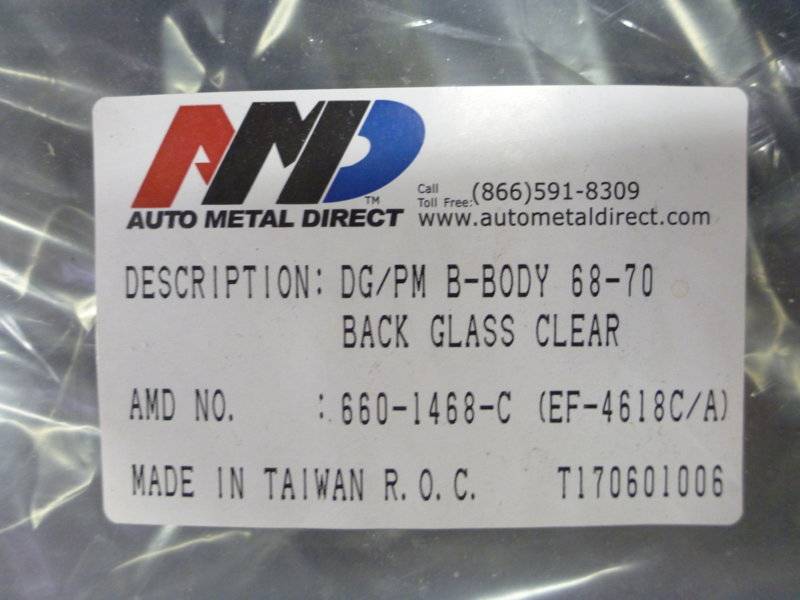 AMD TM
AUTO METAL DIRECT
Call Toll Free: (866)591-8309
www.autometaldirect.com
DESCRIPTION: DG/PM B-BODY 68-70
BACK GLASS CLEAR
AMD NO. : 660-1468-C (EF-4618C/A)
MADE IN TAIWAN R.O.C. T170601006